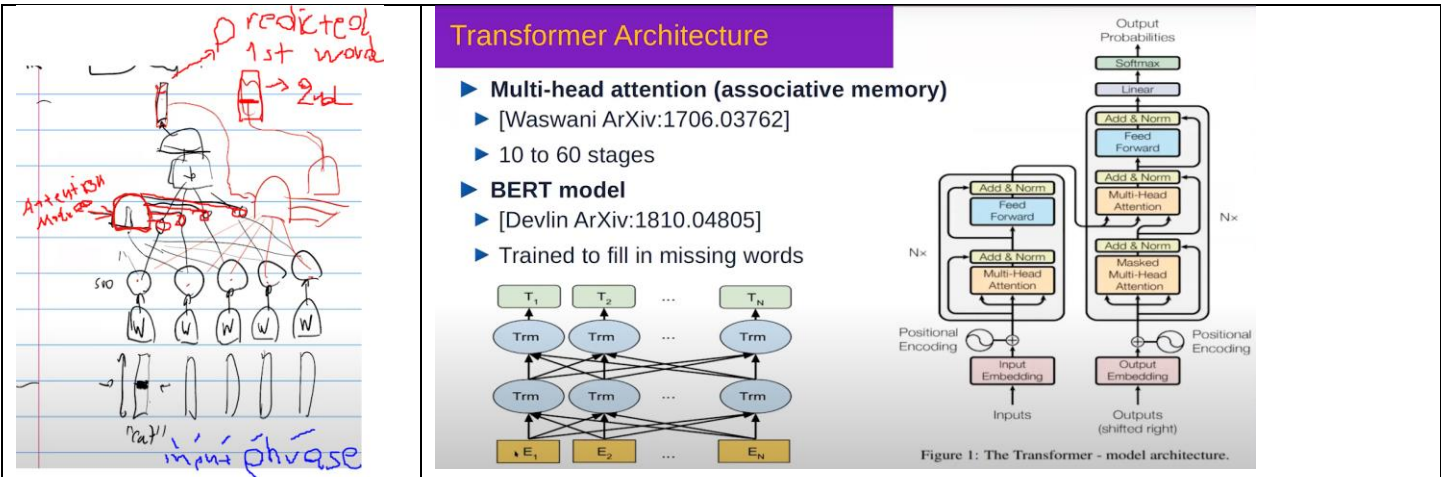 Predicted
1st word
→ 2nd
Attention
W W W W W
"Cat"
input phrase
Transformer Architecture
► Multi-head attention (associative memory)
► [Waswani ArXiv:1706.03762]
► 10 to 60 stages
► BERT model
► [Devlin ArXiv:1810.04805]
► Trained to fill in missing words
T1 T2 ... TN
Trm Trm ... Trm
Trm Trm ... Trm
E1 E2 ... EN
Output
Probabilities
Softmax
Linear
Add & Norm
Feed
Forward
Add & Norm
Multi-Head
Attention
Add & Norm
Feed
Forward
Nx
Add & Norm
Masked
Multi-Head
Attention
Nx
Add & Norm
Multi-Head
Attention
Positional
Encoding
Positional
Encoding
Input
Embedding
Output
Embedding
Inputs
Outputs
(shifted right)
Figure 1: The Transformer - model architecture.